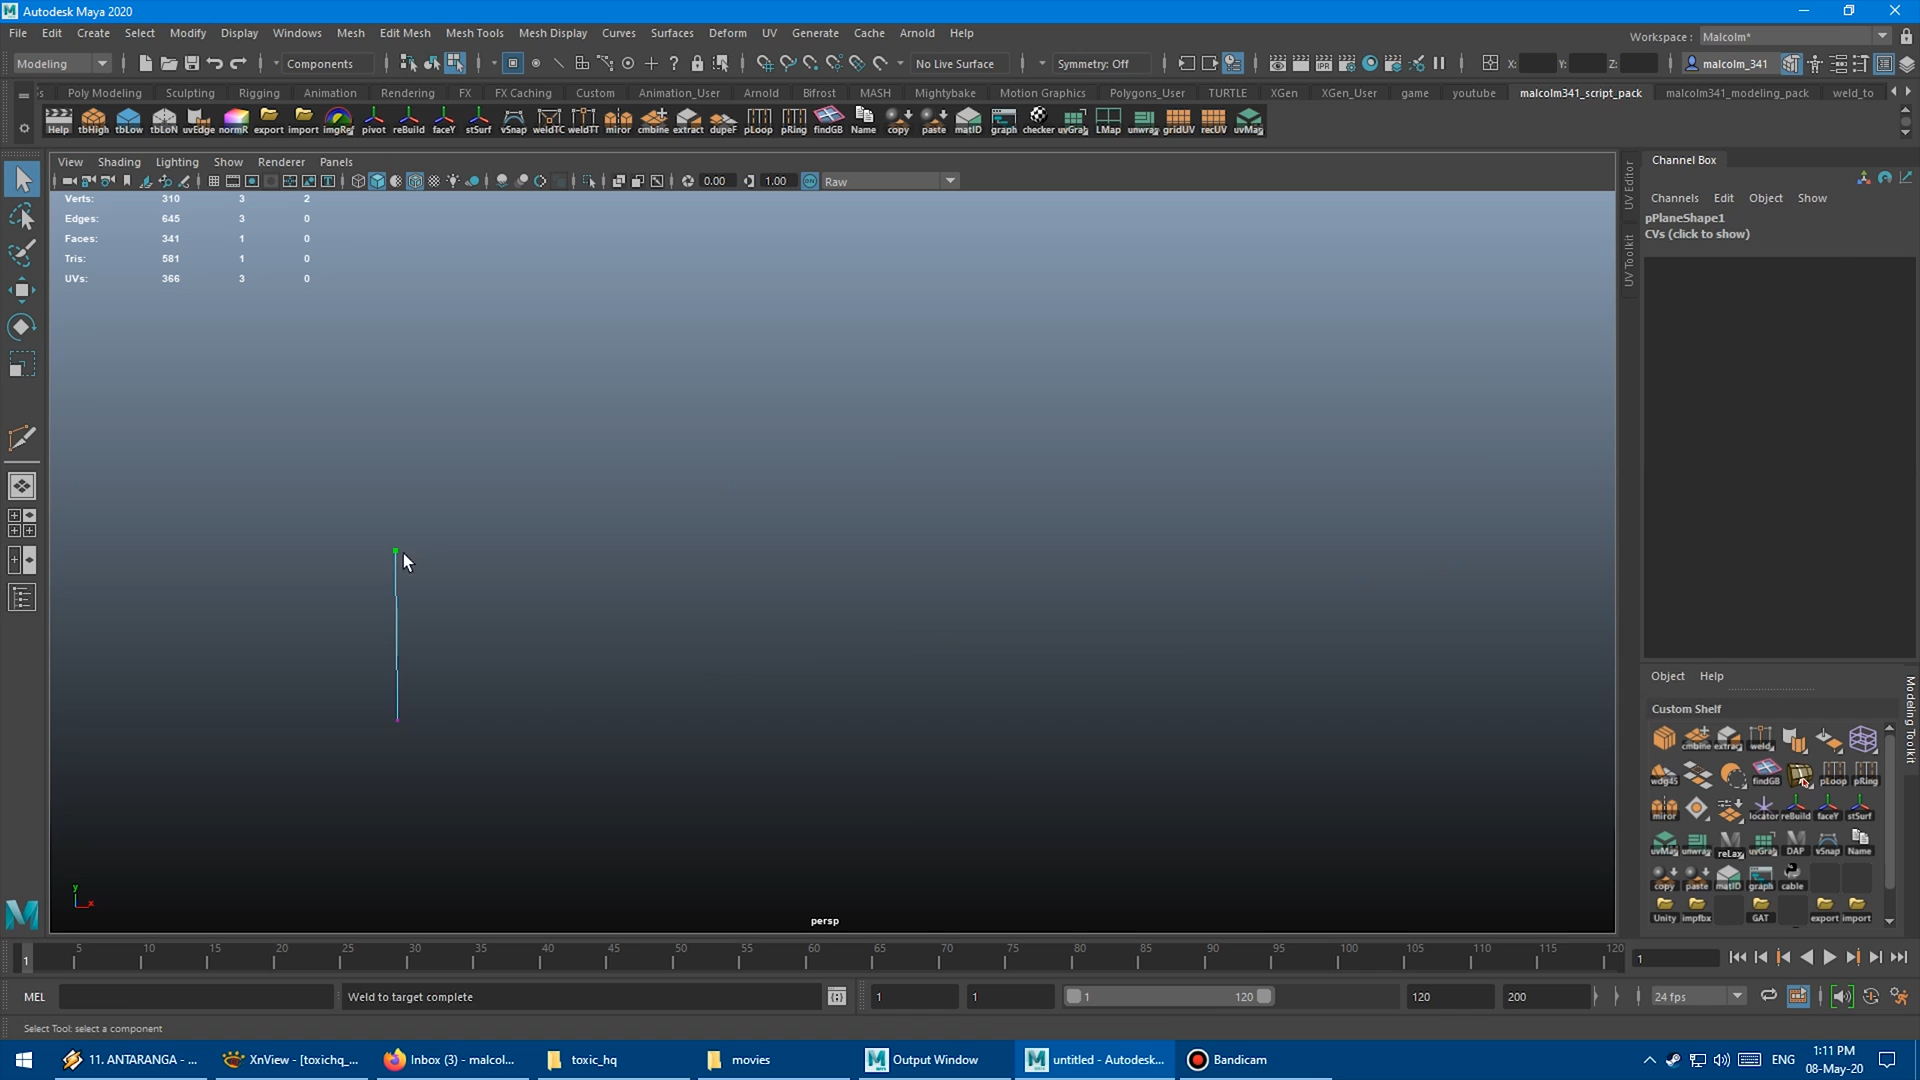 Autodesk Maya 2020
File Edit Create Select Modify Display Windows Mesh Edit Mesh Mesh Tools Mesh Display Curves Surfaces Deform UV Generate Cache Arnold Help
Workspace : Malcolm*
Modeling Components No Live Surface Symmetry: Off X: Y: Z: malcolm_341
Poly Modeling Sculpting Rigging Animation Rendering FX FX Caching Custom Animation_User Arnold Bifrost MASH Mightybake Motion Graphics Polygons_User TURTLE XGen XGen_User game youtube malcolm341_script_pack malcolm341_modeling_pack weld_to
Help tbHigh tbLow tbLoN uvEdge normR export import imgRef pivot reBuild faceY stSurf vSnap weldTC weldTT miror cmbine extract dupeF pLoop pRing findGB Name copy paste matID graph checker uvGrab LMap unwra gridUV recUV uvMap
View Shading Lighting Show Renderer Panels
0.00 1.00 Raw
Verts: 310 3 2
Edges: 645 3 0
Faces: 341 1 0
Tris: 581 1 0
UVs: 366 3 0
y
x
persp
UV Editor
UV Toolkit
Channel Box
Channels Edit Object Show
pPlaneShape1
CVs (click to show)
Object Help
Modeling Toolkit
Custom Shelf
cmbine extrac weld
wdg45 findGB pLoop pRing
miror locator reBuild faceY stSurf
uvMap unwra reLax uvGrab DAP vSnap Name
copy paste matID graph cable
Unity impfbx GAT export import
1 5 10 15 20 25 30 35 40 45 50 55 60 65 70 75 80 85 90 95 100 105 110 115 120 1
MEL Weld to target complete 1 1 1 120 120 200 24 fps
Select Tool: select a component
11. ANTARANGA - ... XnView - [toxichq_... Inbox (3) - malcol... toxic_hq movies Output Window untitled - Autodesk... Bandicam ENG 1:11 PM
08-May-20